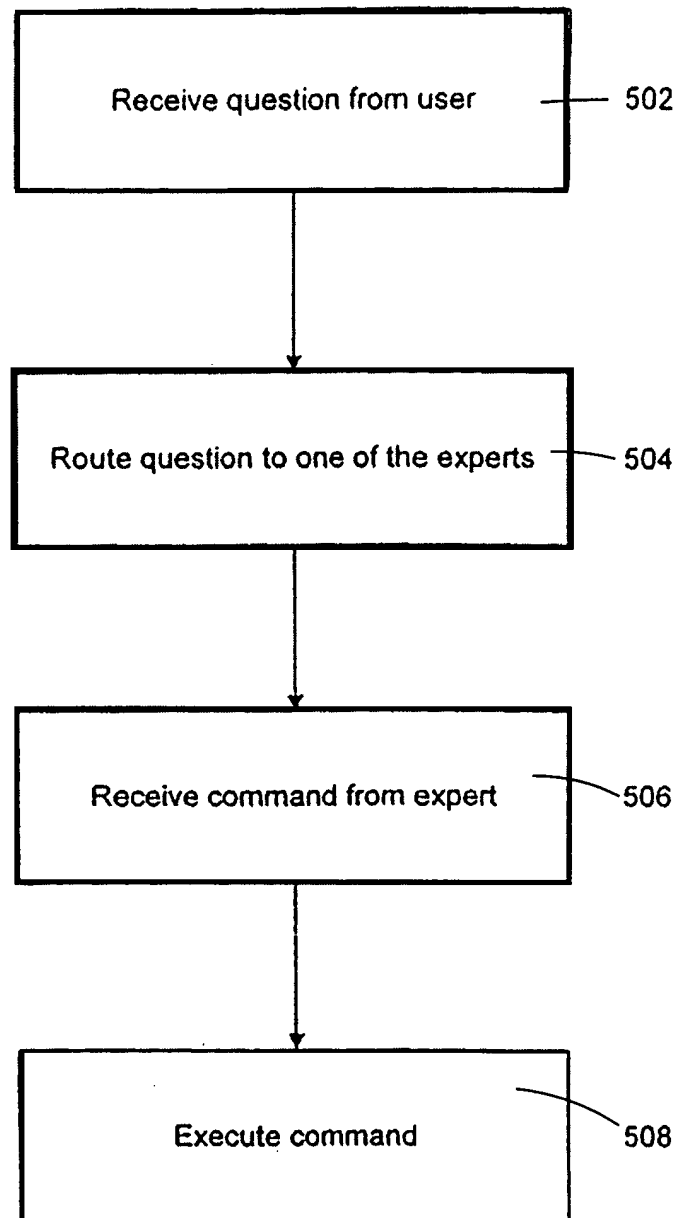 Receive question from user
502
Route question to one of the experts
504
Receive command from expert
506
Execute command
508